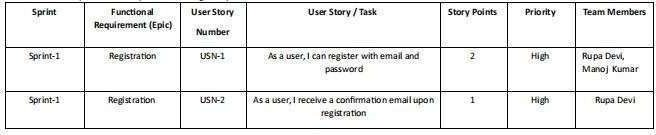 Sprint Functional Requirement (Epic) User Story Number User Story / Task Story Points Priority Team Members
Sprint-1 Registration USN-1 As a user, I can register with email and password 2 High Rupa Devi, Manoj Kumar
Sprint-1 Registration USN-2 As a user, I receive a confirmation email upon registration 1 High Rupa Devi